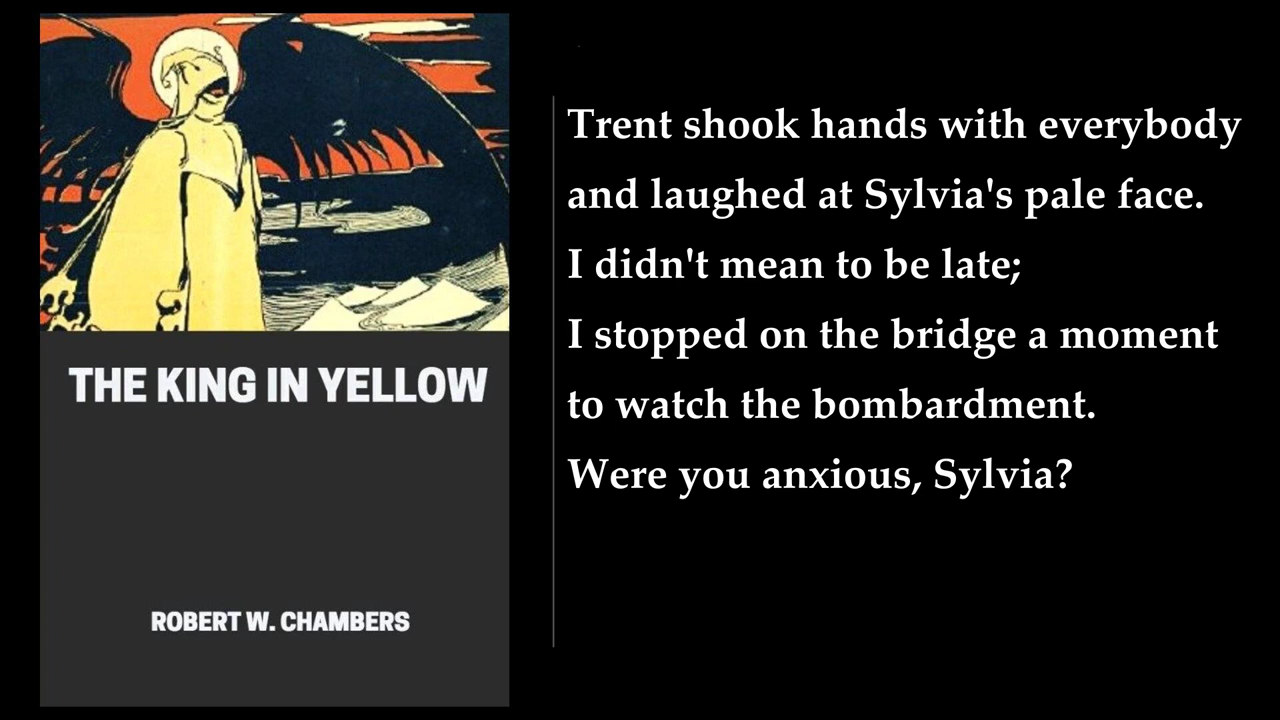 THE KING IN YELLOW
ROBERT W. CHAMBERS
Trent shook hands with everybody
and laughed at Sylvia's pale face.
I didn't mean to be late;
I stopped on the bridge a moment
to watch the bombardment.
Were you anxious, Sylvia?